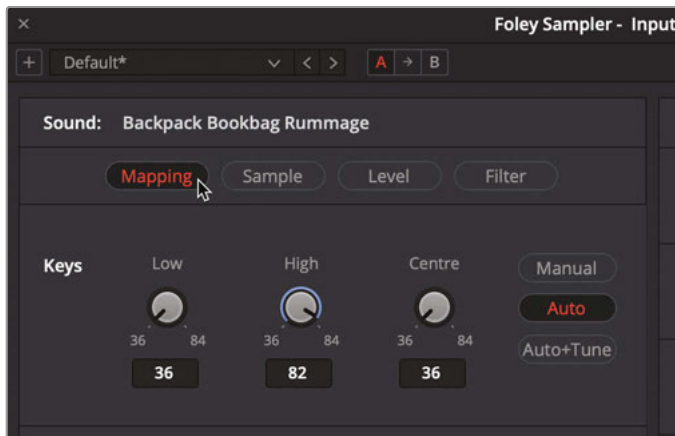 × Foley Sampler - Input
+ Default* < > A → B
Sound: Backpack Bookbag Rummage
Mapping Sample Level Filter
Keys Low High Centre Manual
Auto
36 84 36 84 36 84
Auto+Tune
36 82 36